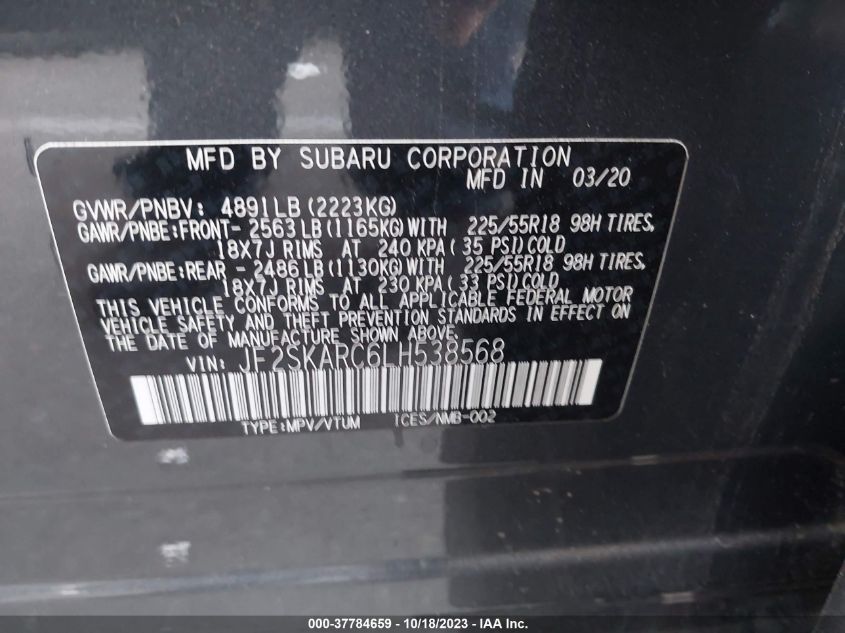 MFD BY SUBARU CORPORATION
MFD IN 03/20
GVWR/PNBV: 4891LB (2223KG)
GAWR/PNBE:FRONT- 2563LB (1165KG) WITH 225/55R18 98H TIRES,
18X7J RIMS AT 240 KPA ( 35 PSI) COLD
GAWR/PNBE:REAR - 2486LB (1130KG) WITH 225/55R18 98H TIRES,
18X7J RIMS AT 230 KPA ( 33 PSI) COLD
THIS VEHICLE CONFORMS TO ALL APPLICABLE FEDERAL MOTOR
VEHICLE SAFETY AND THEFT PREVENTION STANDARDS IN EFFECT ON
THE DATE OF MANUFACTURE SHOWN ABOVE.
VIN: JF2SKARC6LH538568
TYPE:MPV/VTUM ICES/NMB-002
000-37784659 - 10/18/2023 - IAA Inc.